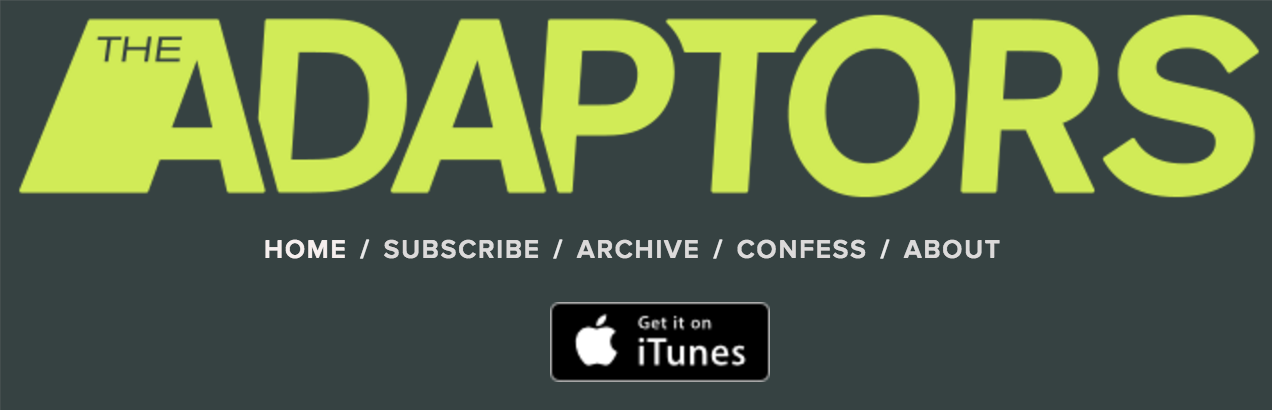 THE
ADAPTORS
HOME / SUBSCRIBE / ARCHIVE / CONFESS / ABOUT
Get it on
iTunes